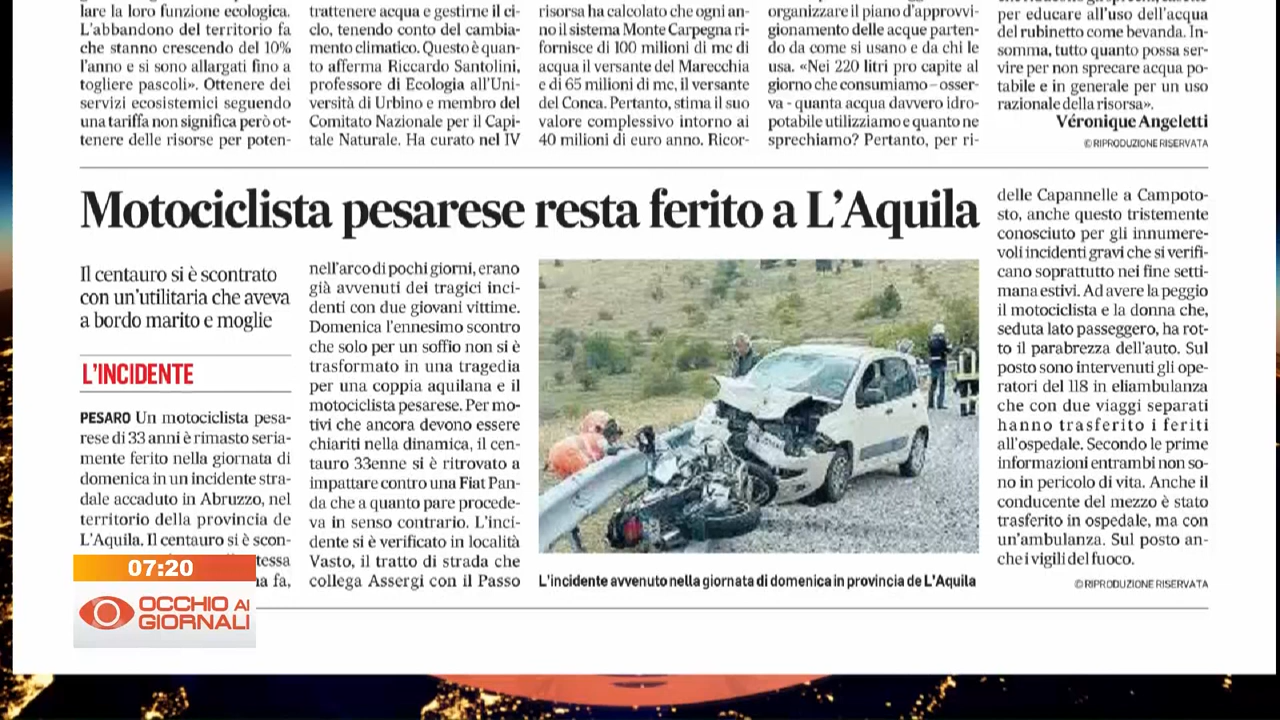 lare la loro funzione ecologica.
L'abbandono del territorio fa
che stanno crescendo del 10%
l'anno e si sono allargati fino a
togliere pascoli». Ottenere dei
servizi ecosistemici seguendo
una tariffa non significa però ot-
tenere delle risorse per poten-
trattenere acqua e gestirne il ci-
clo, tenendo conto del cambia-
mento climatico. Questo è quan-
to afferma Riccardo Santolini,
professore di Ecologia all'Uni-
versità di Urbino e membro del
Comitato Nazionale per il Capi-
tale Naturale. Ha curato nel IV
risorsa ha calcolato che ogni an-
no il sistema Monte Carpegna ri-
fornisce di 100 milioni di mc di
acqua il versante del Marecchia
e di 65 milioni di mc, il versante
del Conca. Pertanto, stima il suo
valore complessivo intorno ai
40 milioni di euro anno. Ricor-
organizzare il piano d'approvvi-
gionamento delle acque parten-
do da come si usano e da chi le
usa. «Nei 220 litri pro capite al
giorno che consumiamo – osser-
va - quanta acqua davvero idro-
potabile utilizziamo e quanto ne
sprechiamo? Pertanto, per ri-
per educare all'uso dell'acqua
del rubinetto come bevanda. In-
somma, tutto quanto possa ser-
vire per non sprecare acqua po-
tabile e in generale per un uso
razionale della risorsa».
Véronique Angeletti
© RIPRODUZIONE RISERVATA
Motociclista pesarese resta ferito a L'Aquila
Il centauro si è scontrato
con un'utilitaria che aveva
a bordo marito e moglie
L'INCIDENTE
PESARO Un motociclista pesa-
rese di 33 anni è rimasto seria-
mente ferito nella giornata di
domenica in un incidente stra-
dale accaduto in Abruzzo, nel
territorio della provincia de
L'Aquila. Il centauro si è scon-
tessa
fa,
nell'arco di pochi giorni, erano
già avvenuti dei tragici inci-
denti con due giovani vittime.
Domenica l'ennesimo scontro
che solo per un soffio non si è
trasformato in una tragedia
per una coppia aquilana e il
motociclista pesarese. Per mo-
tivi che ancora devono essere
chiariti nella dinamica, il cen-
tauro 33enne si è ritrovato a
impattare contro una Fiat Pan-
da che a quanto pare procede-
va in senso contrario. L'inci-
dente si è verificato in località
Vasto, il tratto di strada che
collega Assergi con il Passo
L'incidente avvenuto nella giornata di domenica in provincia de L'Aquila
delle Capannelle a Campoto-
sto, anche questo tristemente
conosciuto per gli innumere-
voli incidenti gravi che si verifi-
cano soprattutto nei fine setti-
mana estivi. Ad avere la peggio
il motociclista e la donna che,
seduta lato passeggero, ha rot-
to il parabrezza dell'auto. Sul
posto sono intervenuti gli ope-
ratori del 118 in eliambulanza
che con due viaggi separati
hanno trasferito i feriti
all'ospedale. Secondo le prime
informazioni entrambi non so-
no in pericolo di vita. Anche il
conducente del mezzo è stato
trasferito in ospedale, ma con
un'ambulanza. Sul posto an-
che i vigili del fuoco.
© RIPRODUZIONE RISERVATA
07:20
OCCHIO AI
GIORNALI